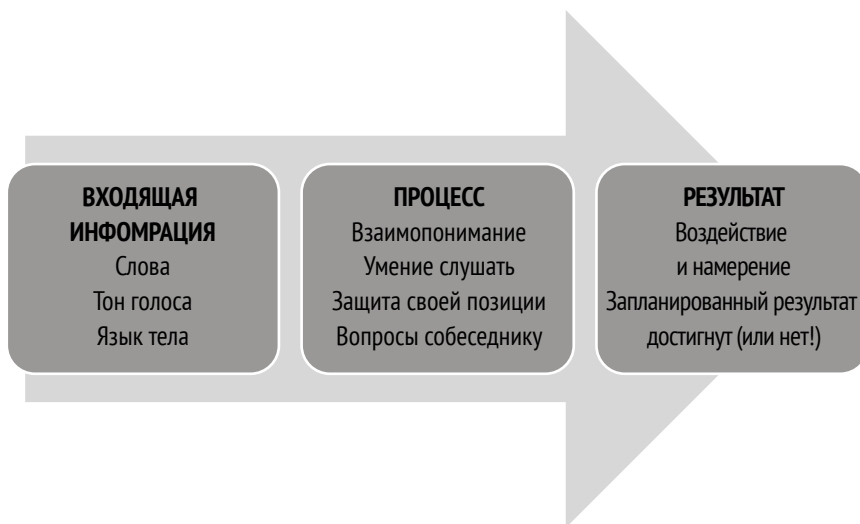 ВХОДЯЩАЯ
ИНФОМРАЦИЯ
Слова
Тон голоса
Язык тела
ПРОЦЕСС
Взаимопонимание
Умение слушать
Защита своей позиции
Вопросы собеседнику
РЕЗУЛЬТАТ
Воздействие
и намерение
Запланированный результат
достигнут (или нет!)